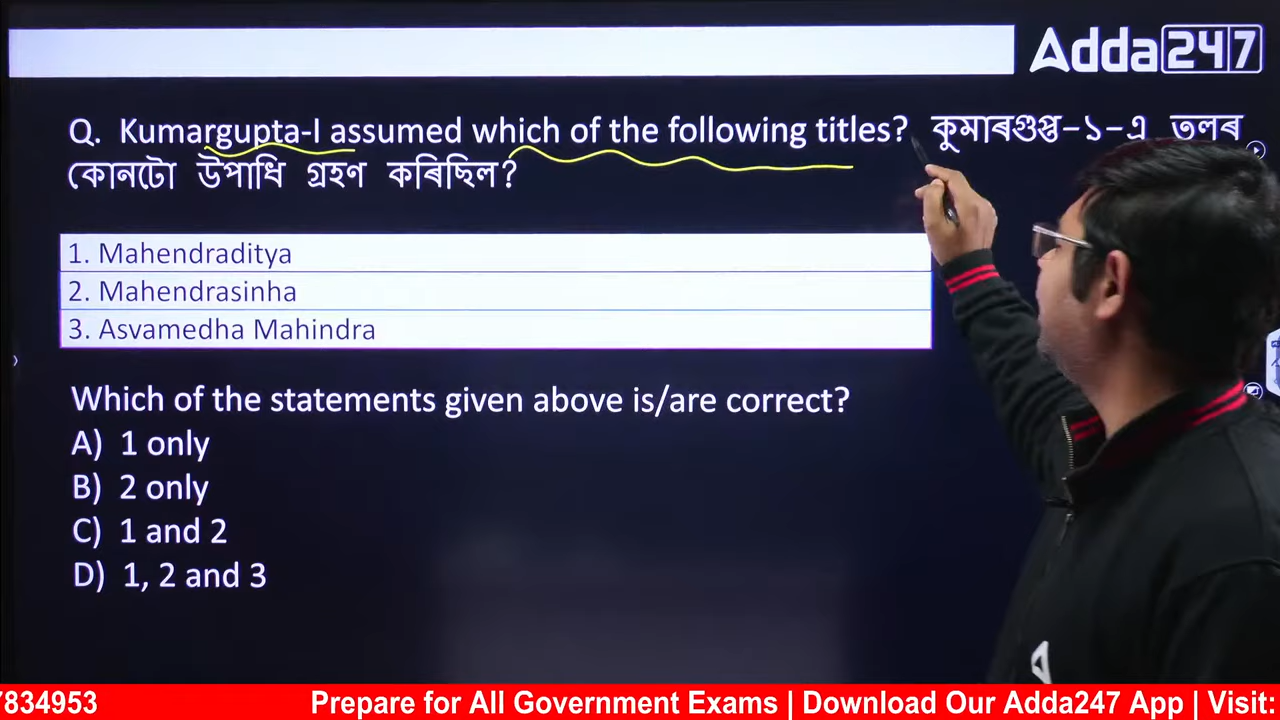 Adda247
Q. Kumargupta-I assumed which of the following titles? কুমাৰগুপ্ত-১-এ তলৰ
কোনটো উপাধি গ্ৰহণ কৰিছিল?
1. Mahendraditya
2. Mahendrasinha
3. Asvamedha Mahindra
Which of the statements given above is/are correct?
A) 1 only
B) 2 only
C) 1 and 2
D) 1, 2 and 3
7834953 Prepare for All Government Exams | Download Our Adda247 App | Visit: